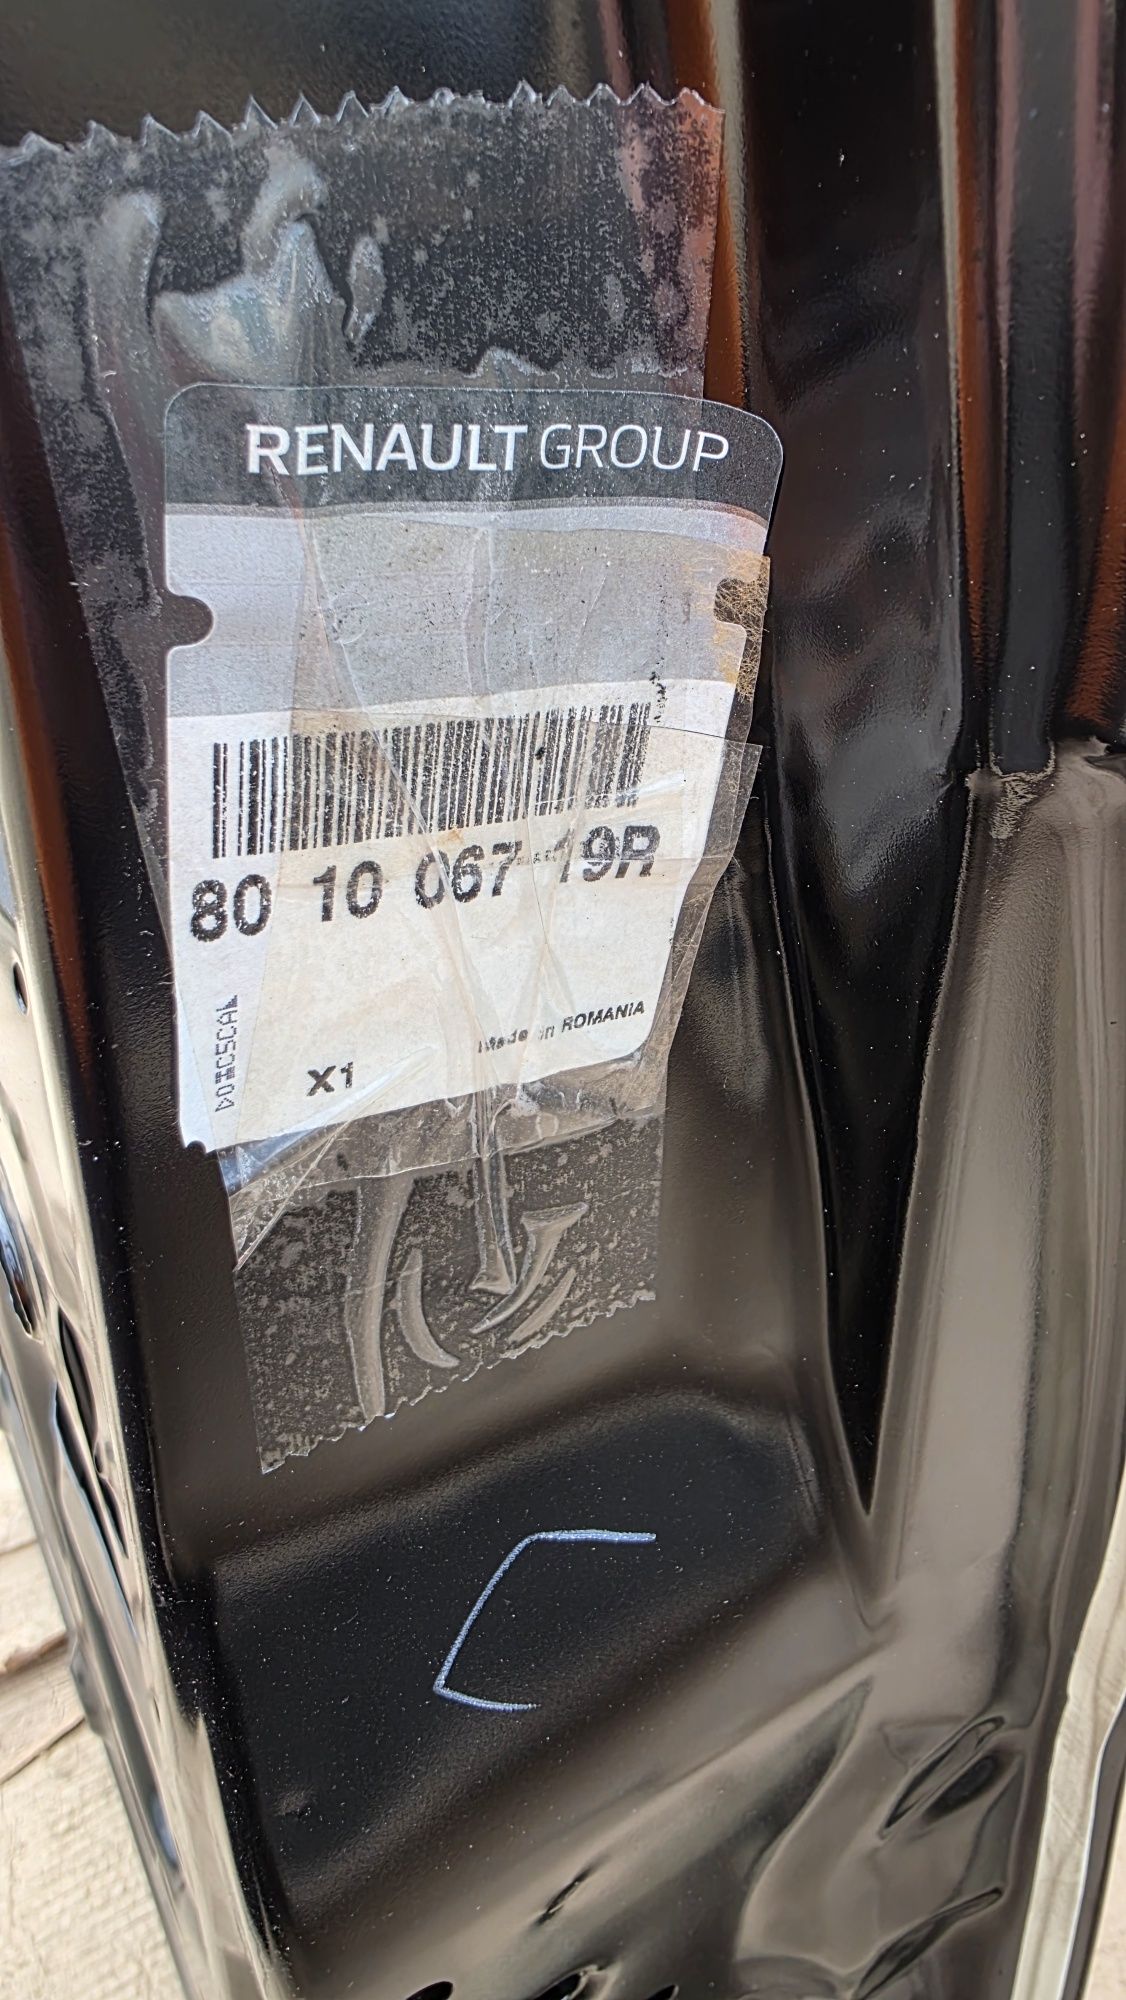 RENAULT GROUP
80 10 067 19R
Made in ROMANIA
X1